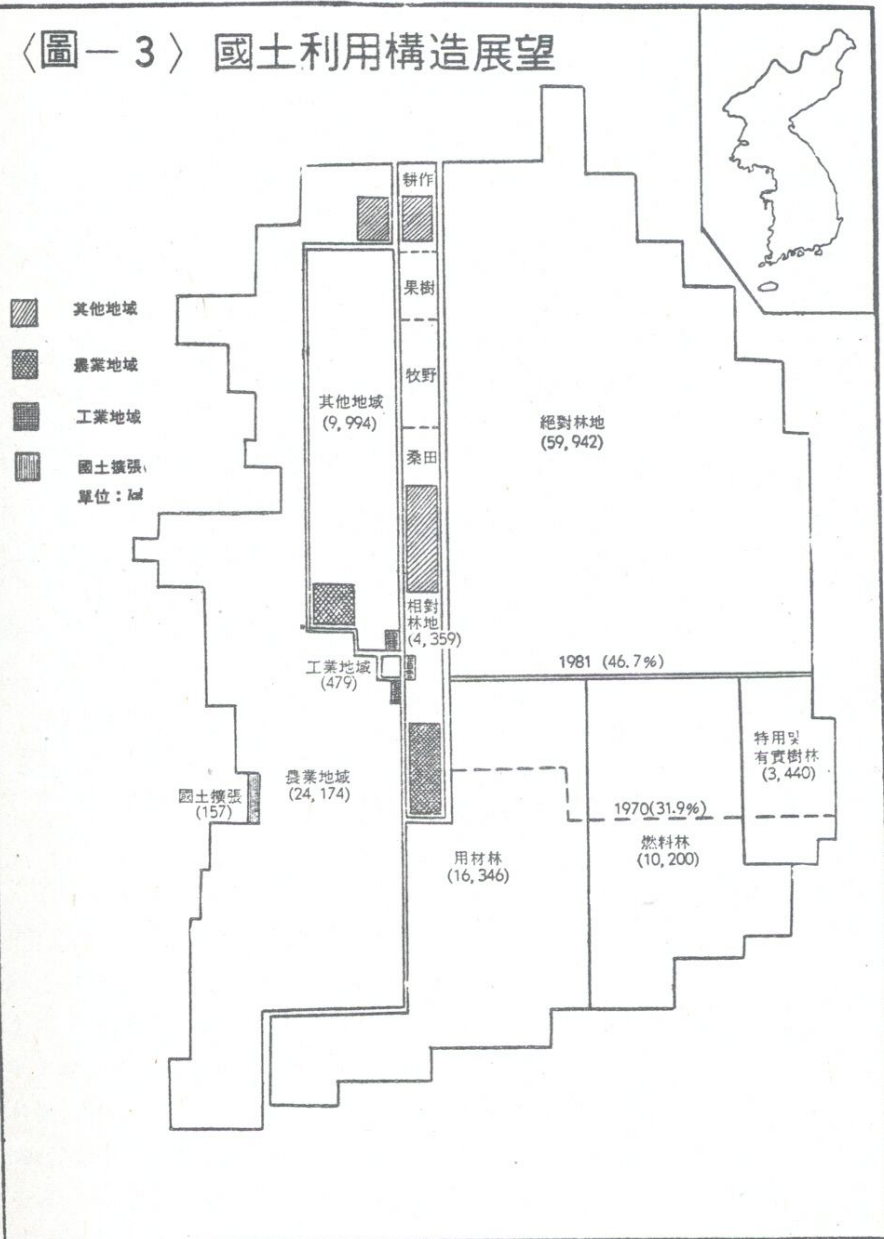 〈圖－3〉 國土利用構造展望
耕作
果樹
牧野
桑田
其他地域
農業地域
工業地域
國土擴張
單位：㎢
其他地域
(9,994)
絕對林地
(59,942)
相對
林地
(4,359)
工業地域
(479)
1981 (46.7%)
國土擴張
(157)
農業地域
(24,174)
特用및
有實樹林
(3,440)
1970(31.9%)
用材林
(16,346)
燃料林
(10,200)